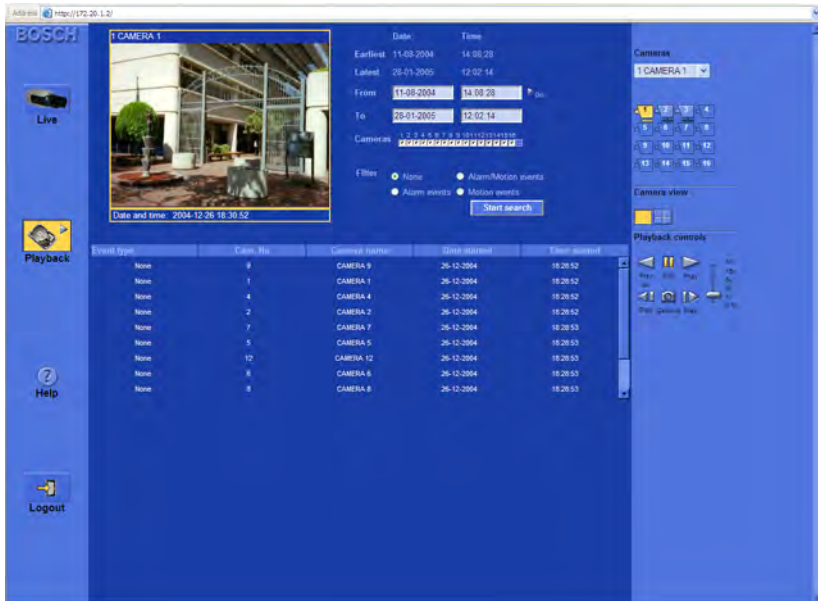 Address https://172.20.1.2/
BOSCH
Live
Playback
Help
Logout
1 CAMERA 1
Date and time: 2004-12-26 18:30:52
Date Time
Earliest 11-08-2004 14:08:28
Latest 28-01-2005 12:02:14
From 11-08-2004 14:08:28 Go
To 28-01-2005 12:02:14
Cameras 1 2 3 4 5 6 7 8 9 10 11 12 13 14 15 16
Filter None Alarm/Motion events
Alarm events Motion events
Start search
Event type Cam. No. Camera name Date started Time started
None 9 CAMERA 9 26-12-2004 18:28:52
None 1 CAMERA 1 26-12-2004 18:28:52
None 4 CAMERA 4 26-12-2004 18:28:52
None 2 CAMERA 2 26-12-2004 18:28:52
None 7 CAMERA 7 26-12-2004 18:28:53
None 5 CAMERA 5 26-12-2004 18:28:53
None 12 CAMERA 12 26-12-2004 18:28:53
None 6 CAMERA 6 26-12-2004 18:28:53
None 8 CAMERA 8 26-12-2004 18:28:53
Cameras
1 CAMERA 1
1 2 3 4
5 6 7 8
9 10 11 12
13 14 15 16
Camera view
Playback controls